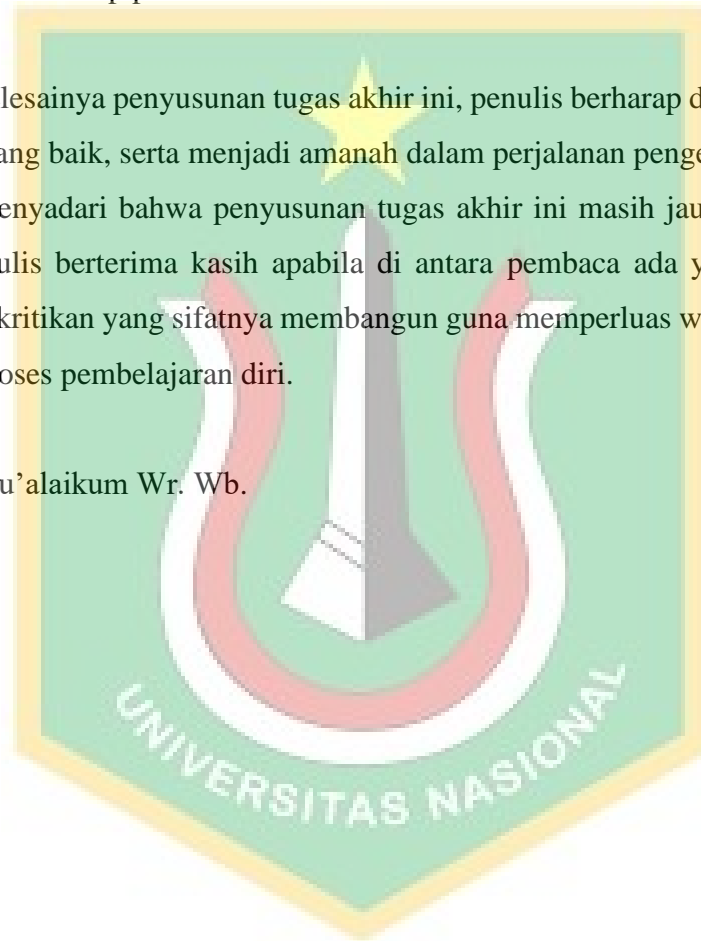 lesainya penyusunan tugas akhir ini, penulis berharap d
ang baik, serta menjadi amanah dalam perjalanan penge
enyadari bahwa penyusunan tugas akhir ini masih jau
ulis berterima kasih apabila di antara pembaca ada y
kritikan yang sifatnya membangun guna memperluas w
oses pembelajaran diri.
u’alaikum Wr. Wb.
UNIVERSITAS NASIONAL